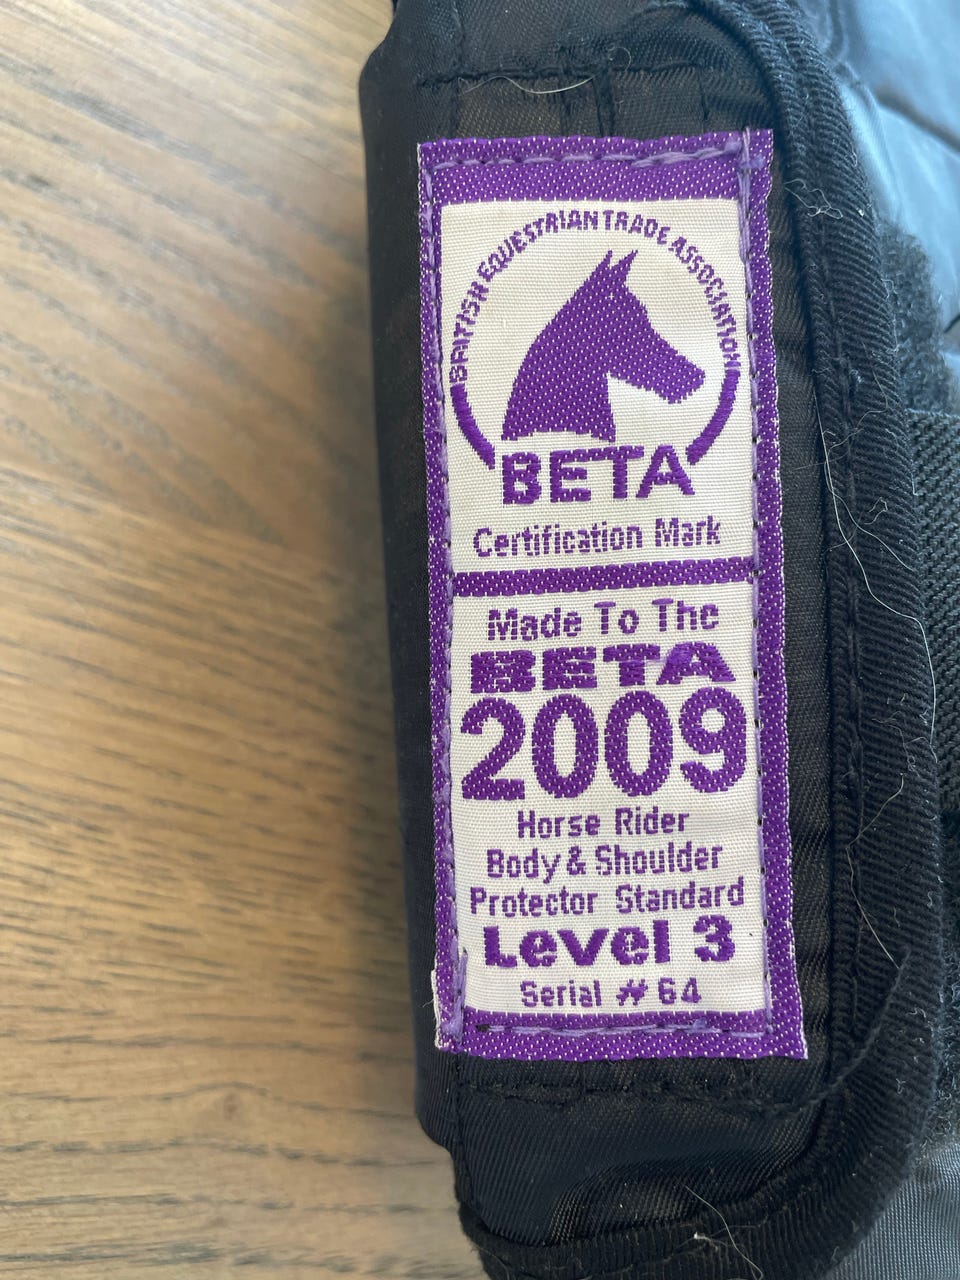 BRITISH EQUESTRIAN TRADE ASSOCIATION
BETA
Certification Mark
Made To The
BETA
2009
Horse Rider
Body & Shoulder
Protector Standard
Level 3
Serial # 64